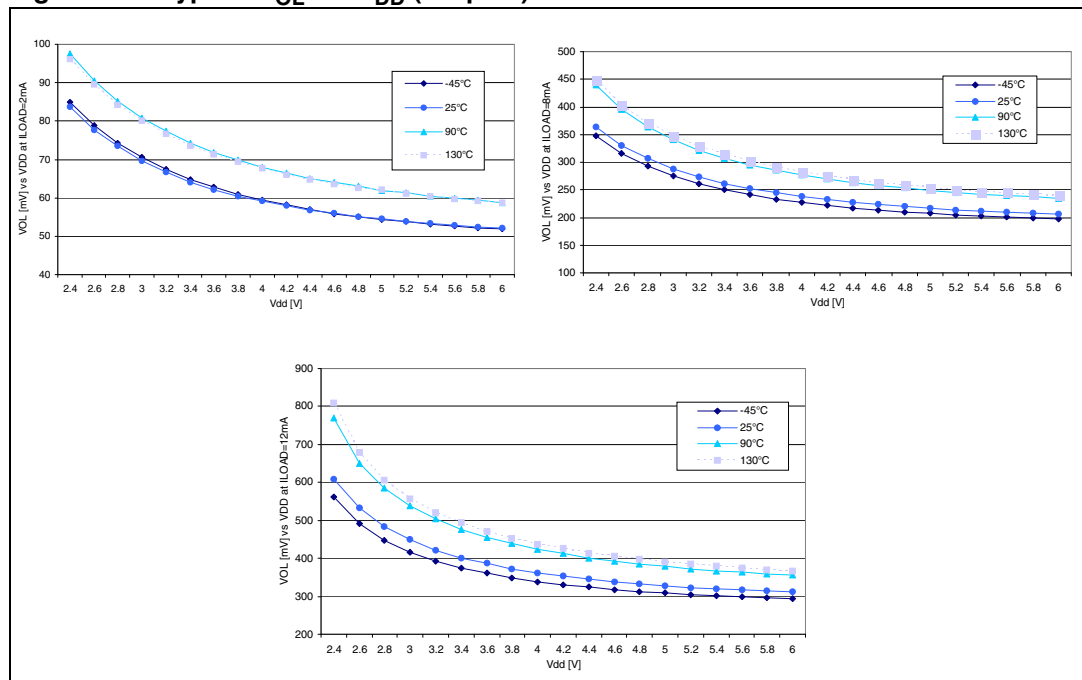 OL DD
100
90
80
70
60
50
40
VOL [mV] vs VDD at ILOAD=2mA
-45°C
25°C
90°C
130°C
2.4 2.6 2.8 3 3.2 3.4 3.6 3.8 4 4.2 4.4 4.6 4.8 5 5.2 5.4 5.6 5.8 6
Vdd [V]
500
450
400
350
300
250
200
150
100
VOL [mV] vs VDD at ILOAD=8mA
-45°C
25°C
90°C
130°C
2.4 2.6 2.8 3 3.2 3.4 3.6 3.8 4 4.2 4.4 4.6 4.8 5 5.2 5.4 5.6 5.8 6
Vdd [V]
900
800
700
600
500
400
300
200
VOL [mV] vs VDD at ILOAD=12mA
-45°C
25°C
90°C
130°C
2.4 2.6 2.8 3 3.2 3.4 3.6 3.8 4 4.2 4.4 4.6 4.8 5 5.2 5.4 5.6 5.8 6
Vdd [V]